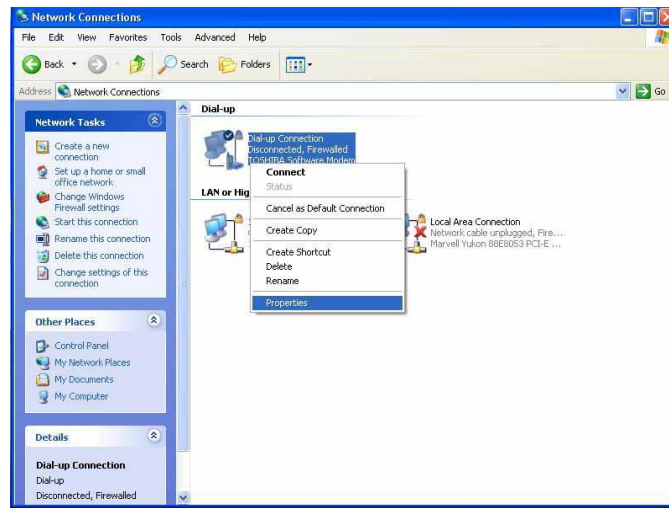 Network Connections
File Edit View Favorites Tools Advanced Help
Back Search Folders
Address Network Connections Go
Network Tasks
Create a new
connection
Set up a home or small
office network
Change Windows
Firewall settings
Start this connection
Rename this connection
Delete this connection
Change settings of this
connection
Other Places
Control Panel
My Network Places
My Documents
My Computer
Details
Dial-up Connection
Dial-up
Disconnected, Firewalled
Dial-up
Dial-up Connection
Disconnected, Firewalled
TOSHIBA Software Modem
Connect
Status
Cancel as Default Connection
Create Copy
Create Shortcut
Delete
Rename
Properties
LAN or Hig
Local Area Connection
Network cable unplugged, Fire...
Marvell Yukon 88E8053 PCI-E ...